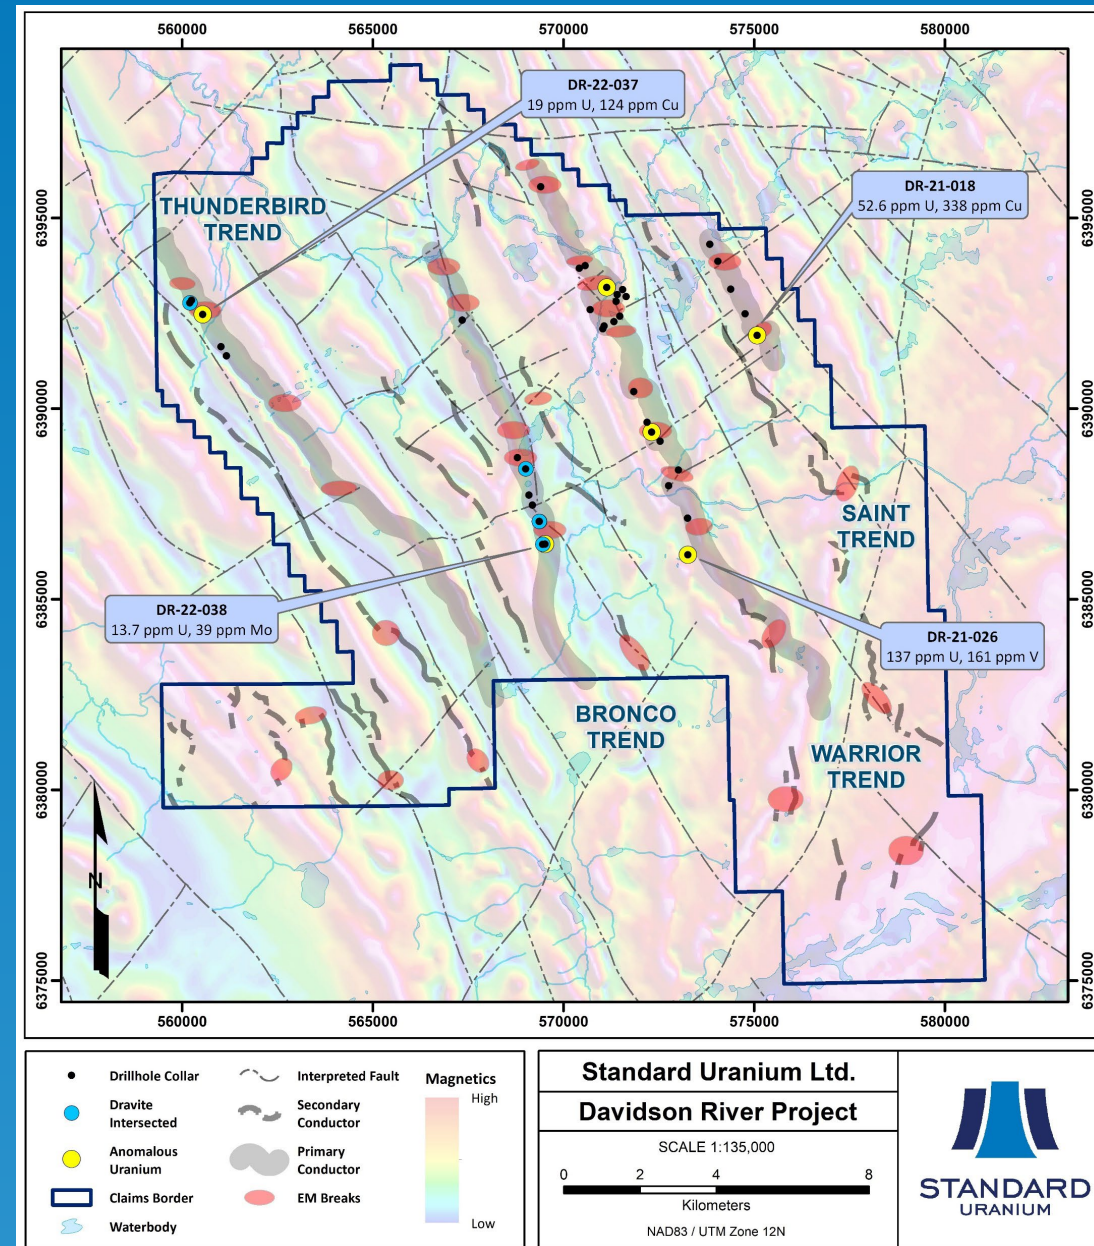 560000
565000
570000
575000
580000
DR-22-037
19 ppm U, 124 ppm Cu
DR-21-018
52.6 ppm U, 338 ppm Cu
THUNDERBIRD
TREND
6395000
6395000
6390000
6390000
SAINT
TREND
6385000
6385000
DR-22-038
13.7 ppm U, 39 ppm Mo
DR-21-026
137 ppm U, 161 ppm V
BRONCO
TREND
WARRIOR
TREND
6380000
6380000
N
6375000
6375000
560000
565000
570000
575000
580000
Drillhole Collar
Dravite
Intersected
Anomalous
Uranium
Claims Border
Waterbody
Interpreted Fault
Secondary
Conductor
Primary
Conductor
EM Breaks
Magnetics
High
Low
Standard Uranium Ltd.
Davidson River Project
SCALE 1:135,000
0 2 4 8
Kilometers
NAD83 / UTM Zone 12N
STANDARD
URANIUM